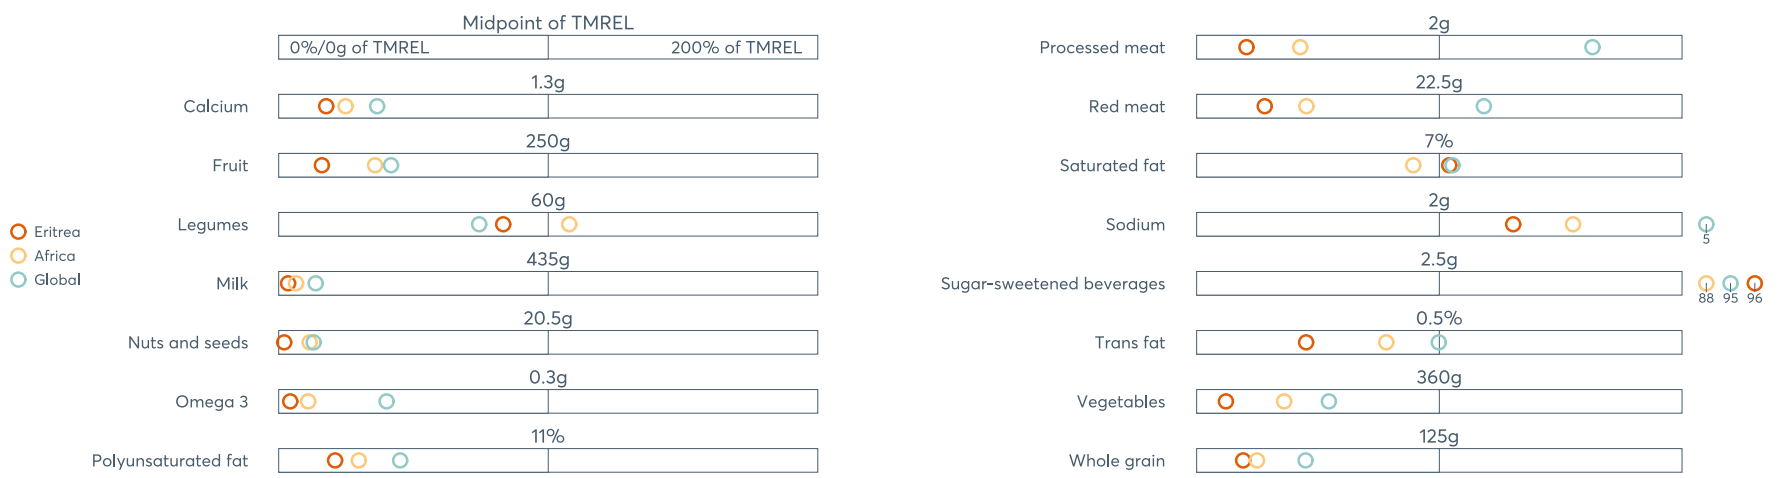 Midpoint of TMREL
0%/0g of TMREL 200% of TMREL
1.3g
Calcium
250g
Fruit
60g
Legumes
435g
Milk
20.5g
Nuts and seeds
0.3g
Omega 3
11%
Polyunsaturated fat
Eritrea
Africa
Global
2g
Processed meat
22.5g
Red meat
7%
Saturated fat
2g
Sodium
5
2.5g
Sugar-sweetened beverages
88 95 96
0.5%
Trans fat
360g
Vegetables
125g
Whole grain